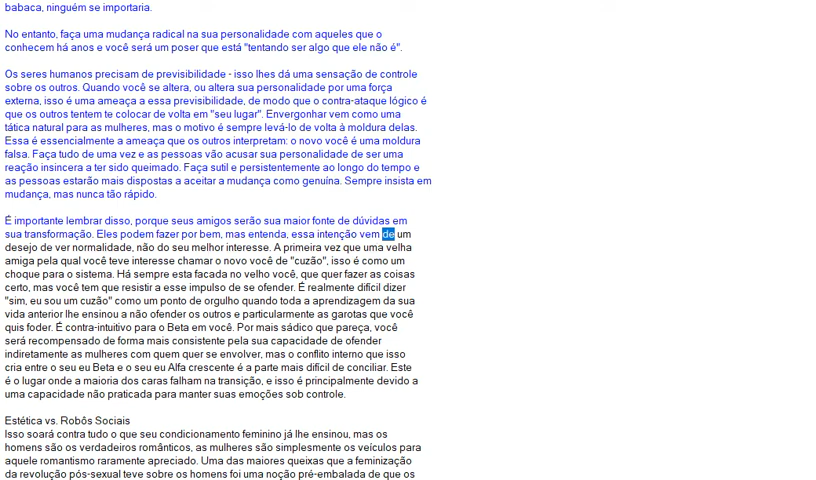 babaca, ninguém se importaria.
No entanto, faça uma mudança radical na sua personalidade com aqueles que o
conhecem há anos e você será um poser que está "tentando ser algo que ele não é".
Os seres humanos precisam de previsibilidade - isso lhes dá uma sensação de controle
sobre os outros. Quando você se altera, ou altera sua personalidade por uma força
externa, isso é uma ameaça a essa previsibilidade, de modo que o contra-ataque lógico é
que os outros tentem te colocar de volta em "seu lugar". Envergonhar vem como uma
tática natural para as mulheres, mas o motivo é sempre levá-lo de volta à moldura delas.
Essa é essencialmente a ameaça que os outros interpretam: o novo você é uma moldura
falsa. Faça tudo de uma vez e as pessoas vão acusar sua personalidade de ser uma
reação insincera a ter sido queimado. Faça sutil e persistentemente ao longo do tempo e
as pessoas estarão mais dispostas a aceitar a mudança como genuína. Sempre insista em
mudança, mas nunca tão rápido.
É importante lembrar disso, porque seus amigos serão sua maior fonte de dúvidas em
sua transformação. Eles podem fazer por bem, mas entenda, essa intenção vem de um
desejo de ver normalidade, não do seu melhor interesse. A primeira vez que uma velha
amiga pela qual você teve interesse chamar o novo você de "cuzão", isse é como um
choque para o sistema. Há sempre esta facada no velho você, que quer fazer as coisas
certo, mas você tem que resistir a esse impulso de se ofender. É realmente difícil dizer
"sim, eu sou um cuzão" como um ponto de orgulho quando toda a aprendizagem da sua
vida anterior lhe ensinou a não ofender os outros e particularmente as garotas que você
quis foder. É contra-intuitivo para o Beta em você. Por mais sádico que pareça, você
será recompensado de forma mais consistente pela sua capacidade de ofender
indiretamente as mulheres com quem quer se envolver, mas o conflito interno que isso
cria entre o seu eu Beta e o seu eu Alfa crescente é a parte mais difícil de conciliar. Este
é o lugar onde a maioria dos caras falham na transição, e isso é principalmente devido a
uma capacidade não praticada para manter suas emoções sob controle.
Estética vs. Robôs Sociais
Isso soará contra tudo o que seu condicionamento feminino já lhe ensinou, mas os
homens são os verdadeiros românticos, as mulheres são simplesmente os veículos para
aquele romantismo raramente apreciado. Uma das maiores queixas que a feminização
da revolução pós-sexual teve sobre os homens foi uma noção pré-embalada de que os